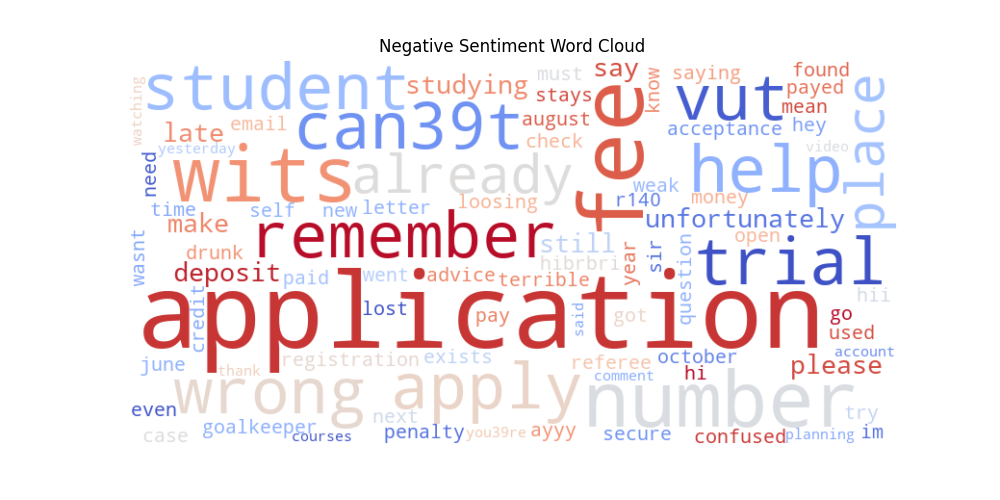 Negative Sentiment Word Cloud
watching
student
studying
must
say
know
saying
found
stays
payed
vut
mean
place
late
email
can39t
august
check
fee
acceptance
hey
yesterday
need
wits
already
help
video
weak
r140
money
time
self
new
letter
loosing
unfortunately
make
remember
wasnt
drunk
still
year
sir
question
open
trial
deposit
paid
went
advice
hibrbri
terrible
hii
credit
application
lost
pay
said
got
go
used
june
thank
registration
exists
referee
october
account
please
hi
comment
wrong
apply
number
even
next
try
case
goalkeeper
courses
penalty
you39re
ayyy
secure
confused
planning
im